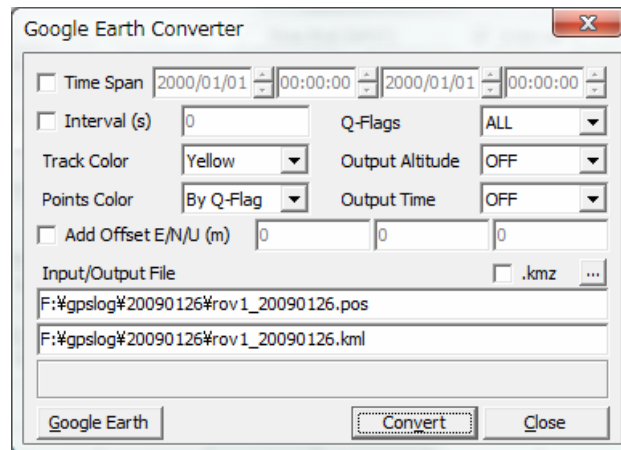 Google Earth Converter
Time Span 2000/01/01 00:00:00 2000/01/01 00:00:00
Interval (s) 0 Q-Flags ALL
Track Color Yellow Output Altitude OFF
Points Color By Q-Flag Output Time OFF
Add Offset E/N/U (m) 0 0 0
Input/Output File .kmz ...
F:¥gpslog¥20090126¥rov1_20090126.pos
F:¥gpslog¥20090126¥rov1_20090126.kml
Google Earth Convert Close